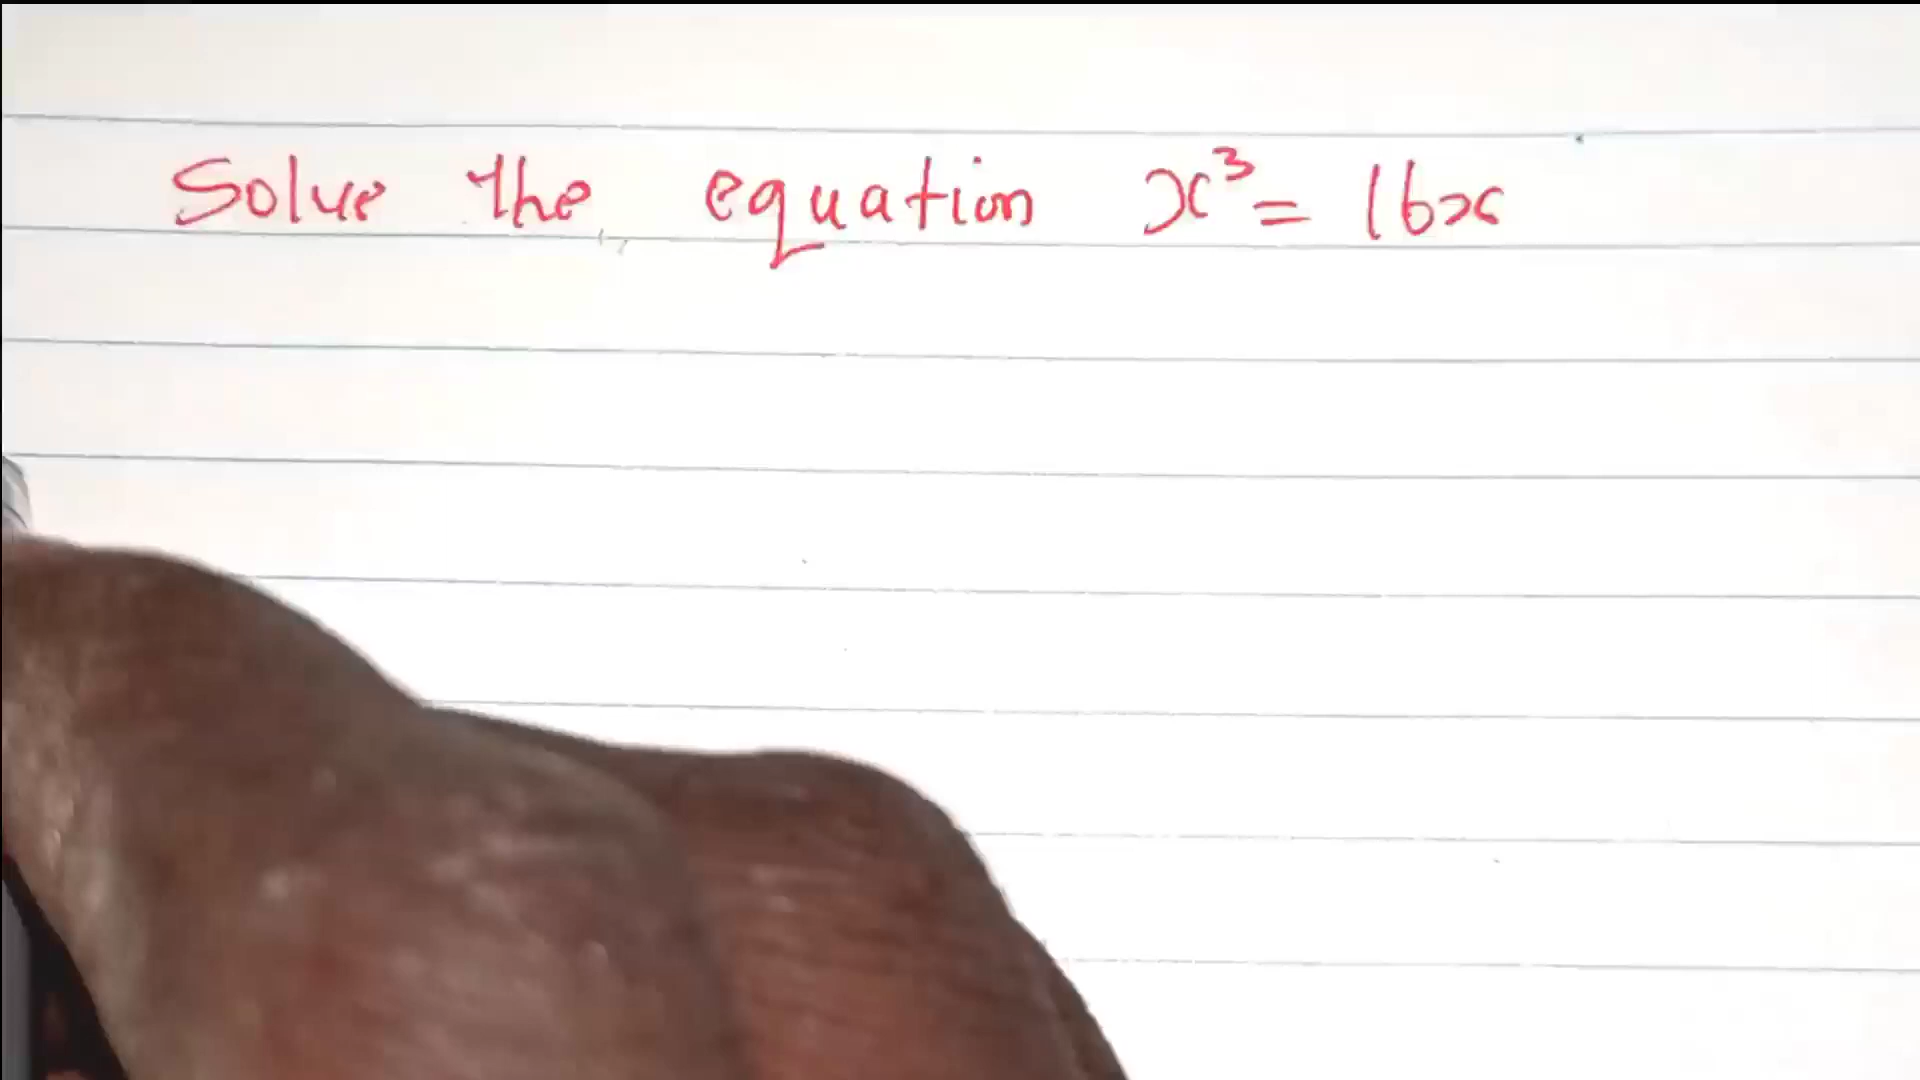 Solve the equation x³ = 16x